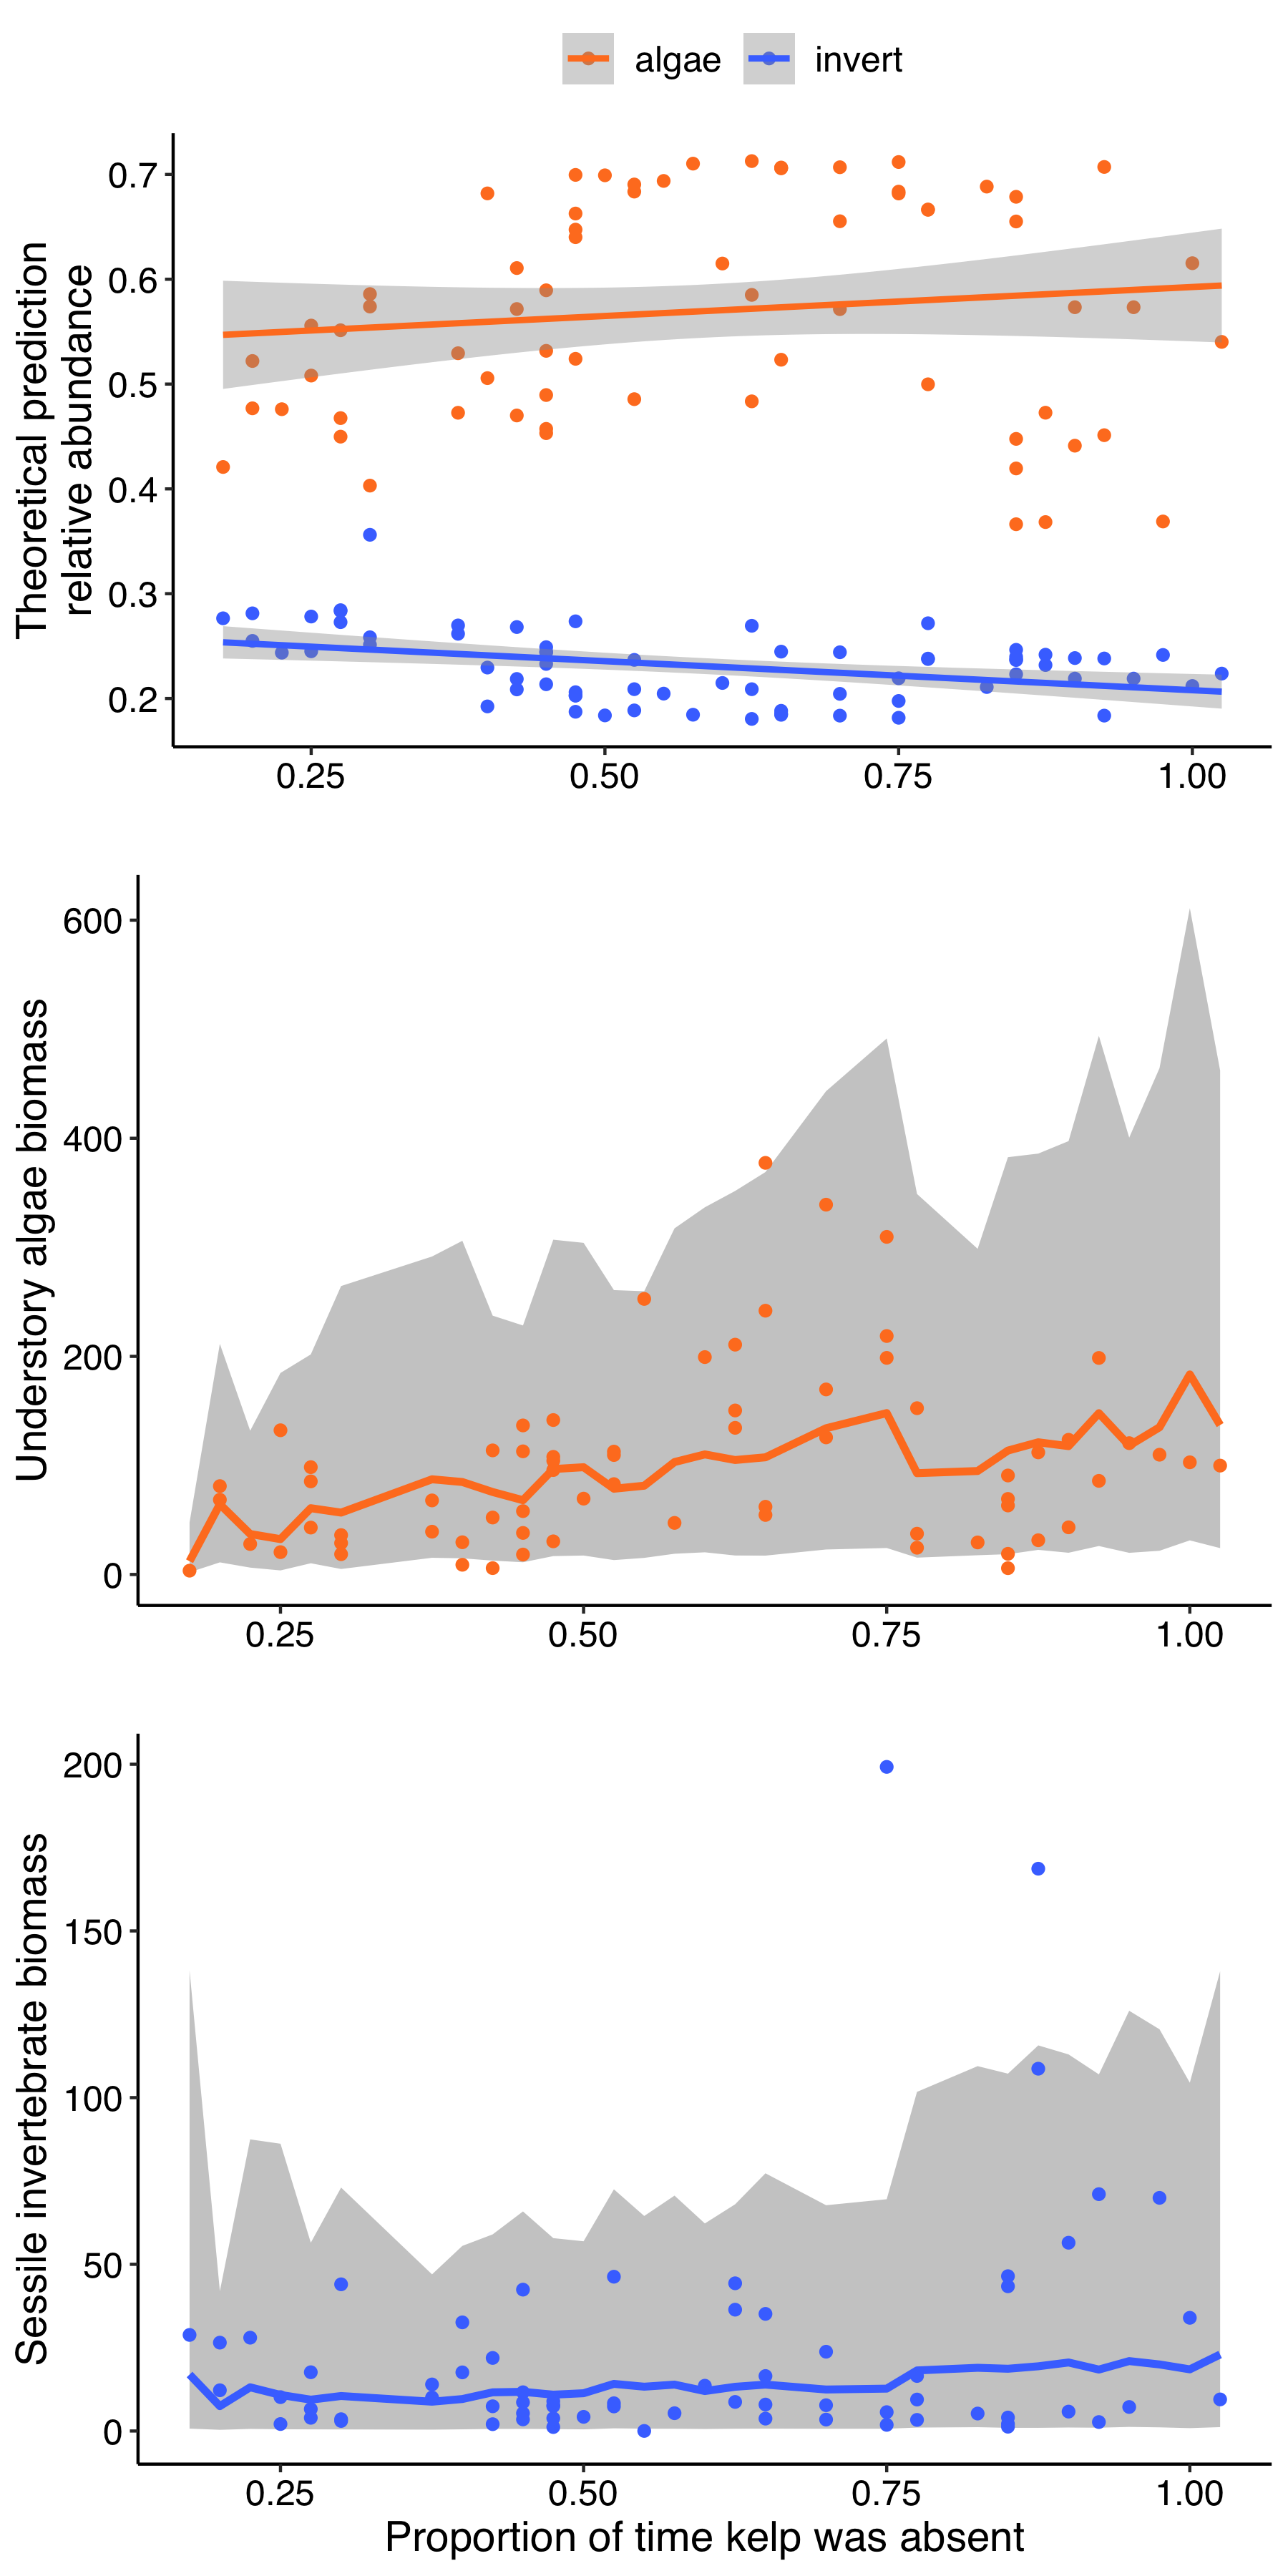 algae invert
Theoretical prediction
relative abundance
0.7
0.6
0.5
0.4
0.3
0.2
0.25 0.50 0.75 1.00
Understory algae biomass
600
400
200
0
0.25 0.50 0.75 1.00
Sessile invertebrate biomass
200
150
100
50
0
0.25 0.50 0.75 1.00
Proportion of time kelp was absent